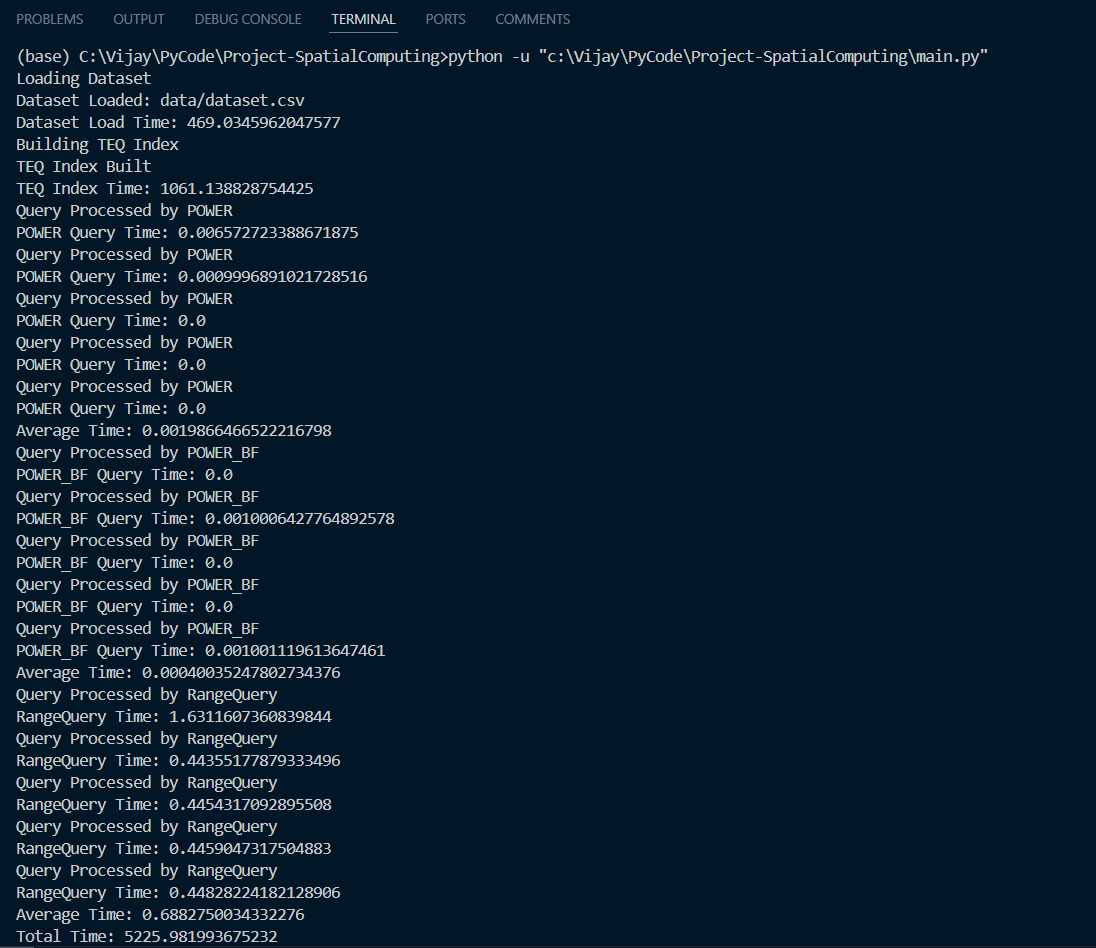 PROBLEMS OUTPUT DEBUG CONSOLE TERMINAL PORTS COMMENTS
(base) C:\Vijay\PyCode\Project-SpatialComputing>python -u "c:\Vijay\PyCode\Project-SpatialComputing\main.py"
Loading Dataset
Dataset Loaded: data/dataset.csv
Dataset Load Time: 469.0345962047577
Building TEQ Index
TEQ Index Built
TEQ Index Time: 1061.138828754425
Query Processed by POWER
POWER Query Time: 0.006572723388671875
Query Processed by POWER
POWER Query Time: 0.0009996891021728516
Query Processed by POWER
POWER Query Time: 0.0
Query Processed by POWER
POWER Query Time: 0.0
Query Processed by POWER
POWER Query Time: 0.0
Average Time: 0.0019866466522216798
Query Processed by POWER_BF
POWER_BF Query Time: 0.0
Query Processed by POWER_BF
POWER_BF Query Time: 0.0010006427764892578
Query Processed by POWER_BF
POWER_BF Query Time: 0.0
Query Processed by POWER_BF
POWER_BF Query Time: 0.0
Query Processed by POWER_BF
POWER_BF Query Time: 0.001001119613647461
Average Time: 0.00040035247802734376
Query Processed by RangeQuery
RangeQuery Time: 1.6311607360839844
Query Processed by RangeQuery
RangeQuery Time: 0.44355177879333496
Query Processed by RangeQuery
RangeQuery Time: 0.4454317092895508
Query Processed by RangeQuery
RangeQuery Time: 0.4459047317504883
Query Processed by RangeQuery
RangeQuery Time: 0.44828224182128906
Average Time: 0.6882750034332276
Total Time: 5225.981993675232